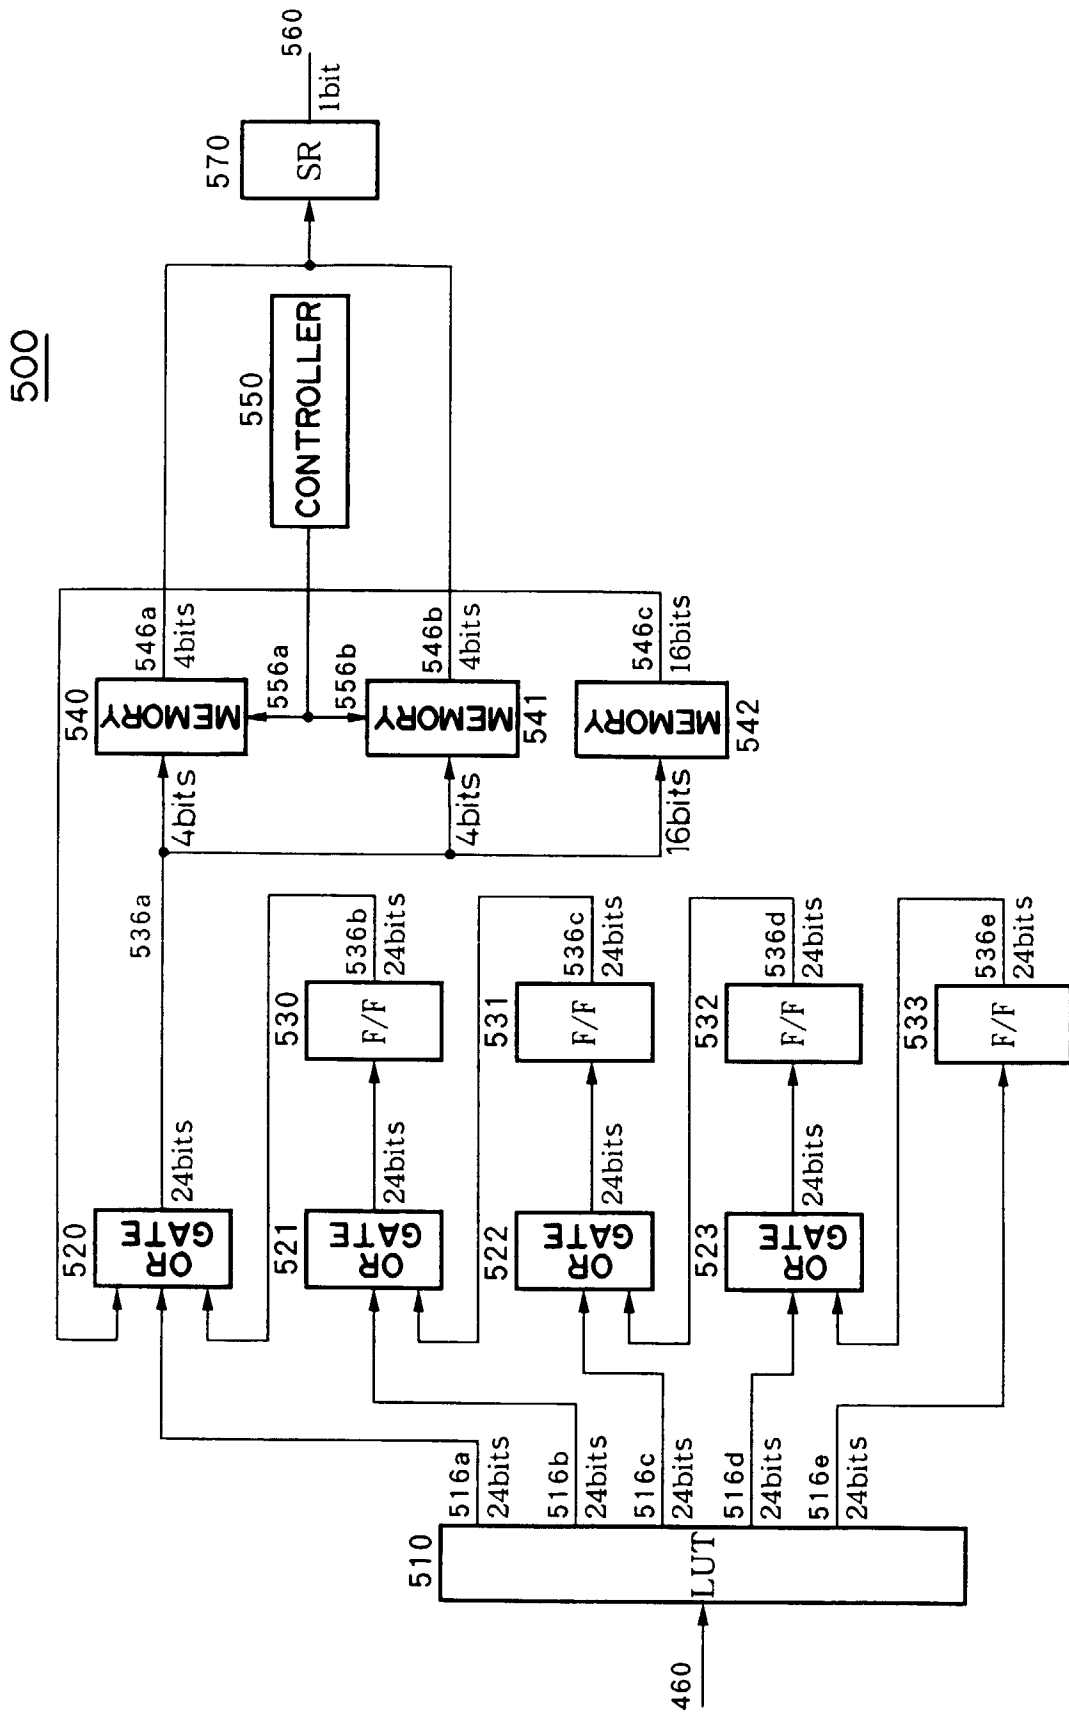 500
460
510
LUT
516a
24bits
516b
24bits
516c
24bits
516d
24bits
516e
24bits
520
OR
GATE
24bits
521
OR
GATE
24bits
522
OR
GATE
24bits
523
OR
GATE
24bits
530
F/F
536b
24bits
531
F/F
536c
24bits
532
F/F
536d
24bits
533
F/F
536e
24bits
536a
4bits
4bits
16bits
540
MEMORY
546a
4bits
556a
556b
541
MEMORY
546b
4bits
542
MEMORY
546c
16bits
550
CONTROLLER
570
SR
560
1bit